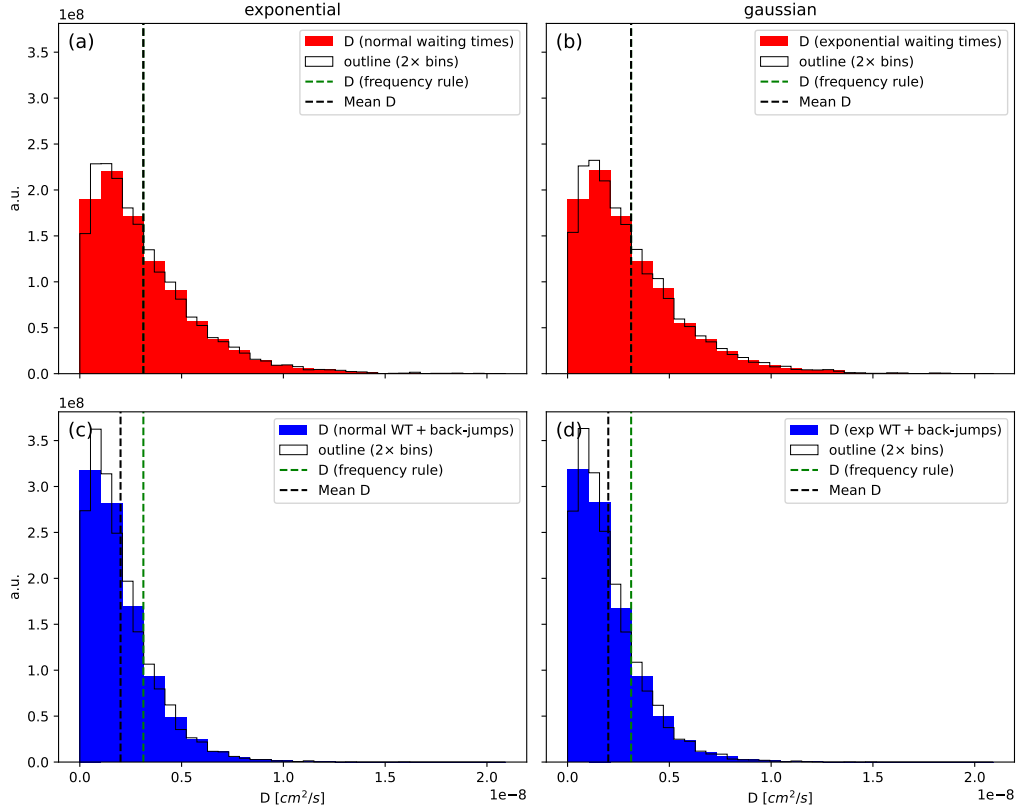 exponential
gaussian
1e8
(a)
D (normal waiting times)
outline (2× bins)
D (frequency rule)
Mean D
(b)
D (exponential waiting times)
outline (2× bins)
D (frequency rule)
Mean D
3.5
3.0
2.5
2.0
1.5
1.0
0.5
0.0
a.u.
1e8
(c)
D (normal WT + back-jumps)
outline (2× bins)
D (frequency rule)
Mean D
(d)
D (exp WT + back-jumps)
outline (2× bins)
D (frequency rule)
Mean D
3.5
3.0
2.5
2.0
1.5
1.0
0.5
0.0
a.u.
0.0 0.5 1.0 1.5 2.0
1e−8
D [cm²/s]
0.0 0.5 1.0 1.5 2.0
1e−8
D [cm²/s]